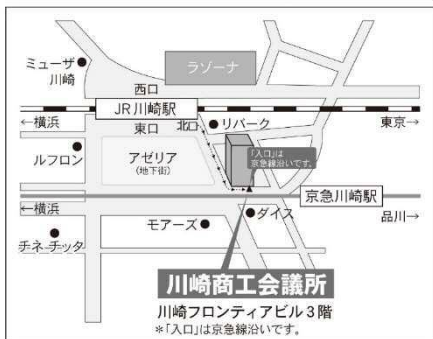 ミューザ
川崎
ラゾーナ
西口
JR川崎駅
←横浜
東京→
東口
北口
リバーク
ルフロン
アゼリア
(地下街)
「入口」は
京急線沿いです。
京急川崎駅
←横浜
品川→
モアーズ
ダイス
チネチッタ
川崎商工会議所
川崎フロンティアビル3階
＊「入口」は京急線沿いです。